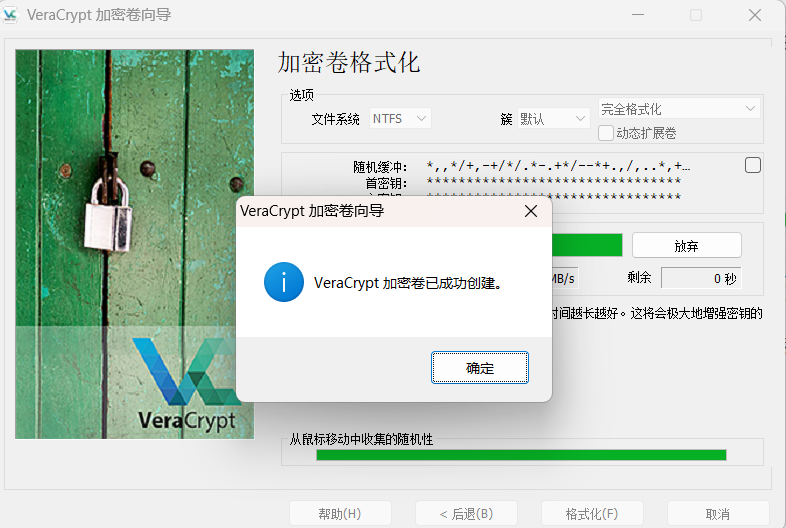 VeraCrypt 加密卷向导
加密卷格式化
选项
文件系统 NTFS 簇 默认 完全格式化
动态扩展卷
随机缓冲: *,,*/+,-+/*/.*-.+*/--*+.,/,..*,+...
首密钥: ********************************
********************************
VeraCrypt 加密卷向导
放弃
VeraCrypt 加密卷已成功创建。
MB/s 剩余 0 秒
时间越长越好。这将会极大地增强密钥的
确定
VeraCrypt
从鼠标移动中收集的随机性
帮助(H) < 后退(B) 格式化(F) 取消